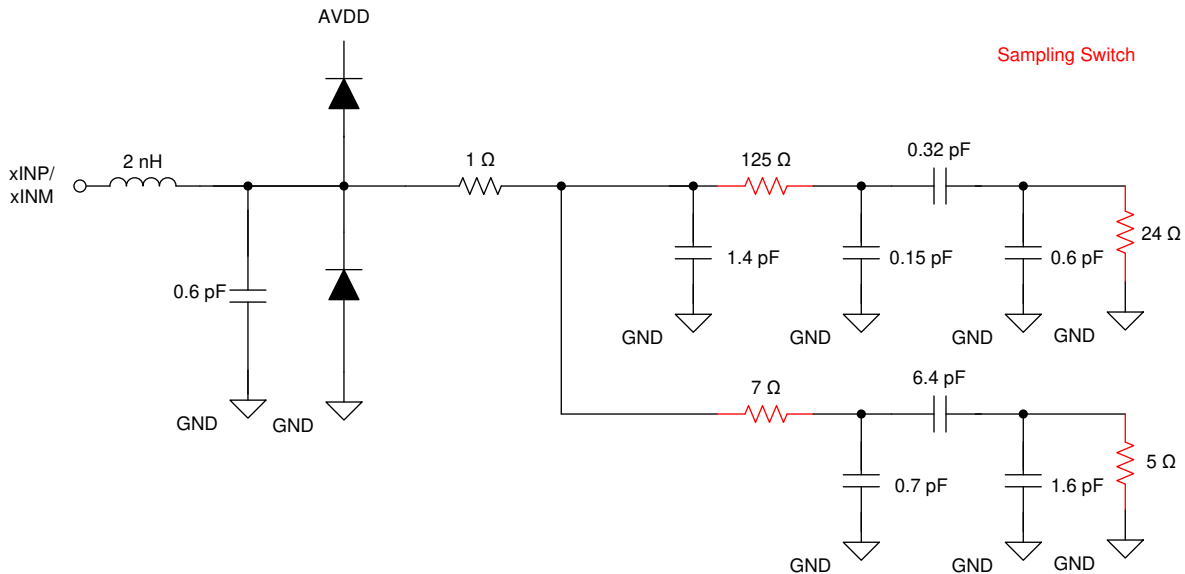 AVDD
Sampling Switch
xINP/
xINM
2 nH
1 Ω
125 Ω
0.32 pF
24 Ω
0.6 pF
1.4 pF
0.15 pF
0.6 pF
GND
GND
GND
GND
GND
GND
7 Ω
6.4 pF
5 Ω
0.7 pF
1.6 pF
GND
GND
GND